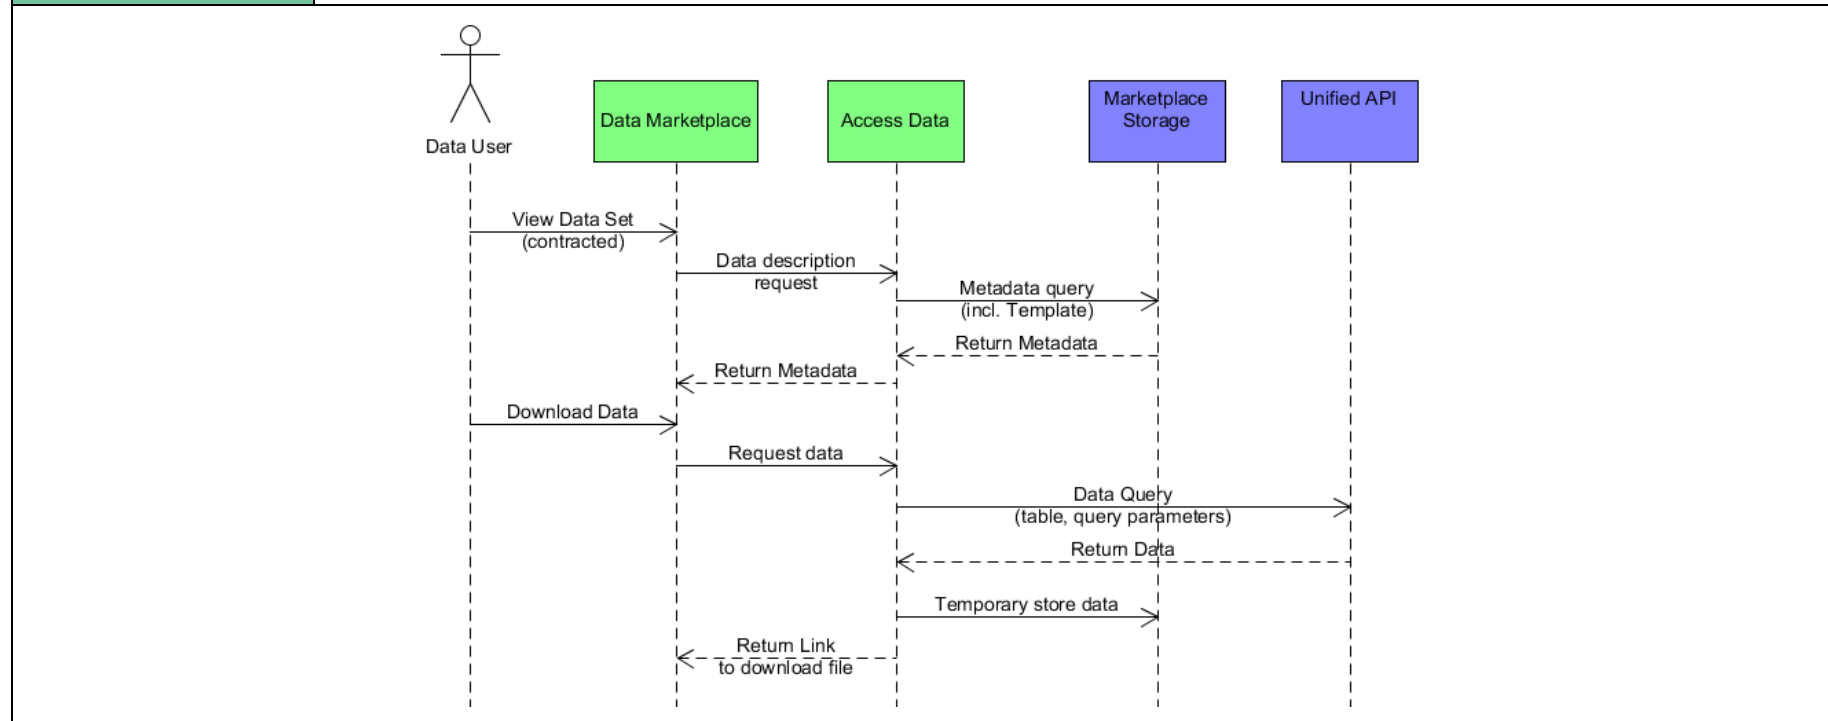 Data User
Data Marketplace
Access Data
Marketplace
Storage
Unified API
View Data Set
(contracted)
Data description
request
Metadata query
(incl. Template)
Return Metadata
Return Metadata
Download Data
Request data
Data Query
(table, query parameters)
Return Data
Temporary store data
Return Link
to download file